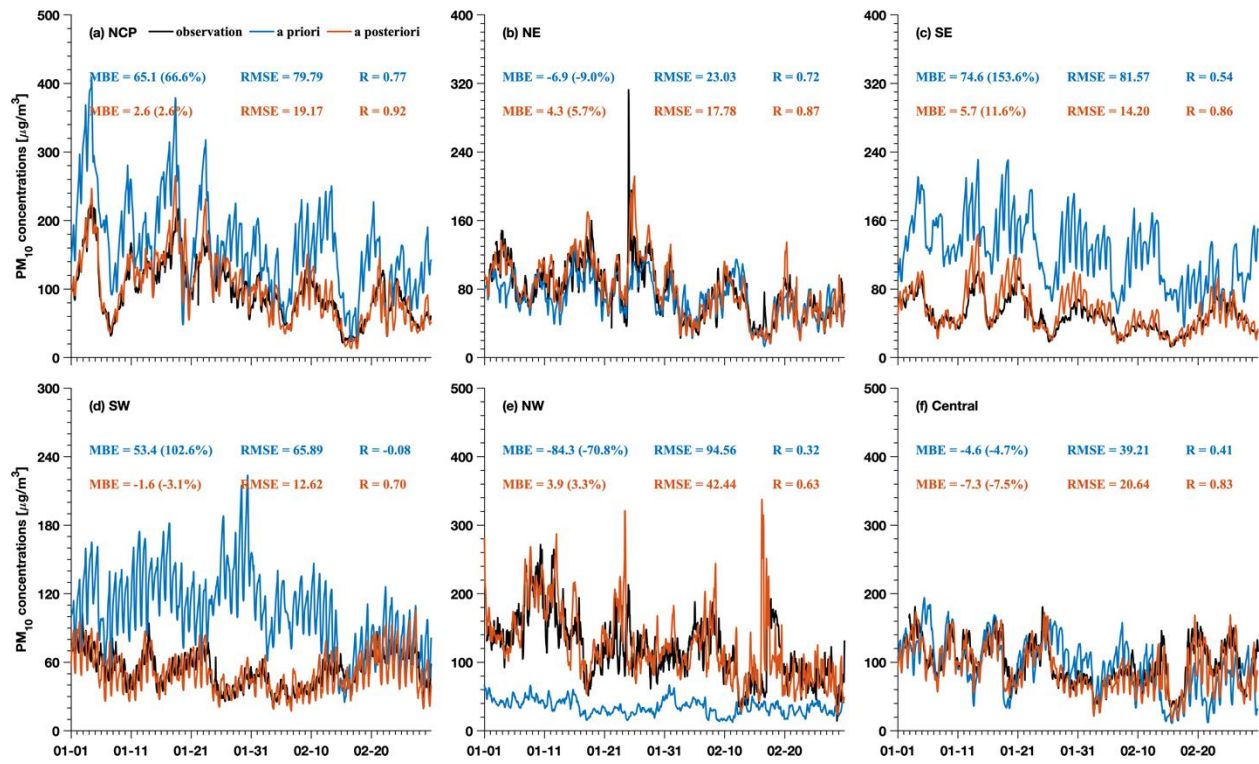 (a) NCP observation a priori a posteriori
MBE = 65.1 (66.6%) RMSE = 79.79 R = 0.77
MBE = 2.6 (2.6%) RMSE = 19.17 R = 0.92
PM10 concentrations [μg/m³]
500
400
300
200
100
0
(b) NE
MBE = -6.9 (-9.0%) RMSE = 23.03 R = 0.72
MBE = 4.3 (5.7%) RMSE = 17.78 R = 0.87
400
320
240
160
80
0
(c) SE
MBE = 74.6 (153.6%) RMSE = 81.57 R = 0.54
MBE = 5.7 (11.6%) RMSE = 14.20 R = 0.86
400
320
240
160
80
0
(d) SW
MBE = 53.4 (102.6%) RMSE = 65.89 R = -0.08
MBE = -1.6 (-3.1%) RMSE = 12.62 R = 0.70
PM10 concentrations [μg/m³]
300
240
180
120
60
0
01-01 01-11 01-21 01-31 02-10 02-20
(e) NW
MBE = -84.3 (-70.8%) RMSE = 94.56 R = 0.32
MBE = 3.9 (3.3%) RMSE = 42.44 R = 0.63
500
400
300
200
100
0
01-01 01-11 01-21 01-31 02-10 02-20
(f) Central
MBE = -4.6 (-4.7%) RMSE = 39.21 R = 0.41
MBE = -7.3 (-7.5%) RMSE = 20.64 R = 0.83
500
400
300
200
100
0
01-01 01-11 01-21 01-31 02-10 02-20